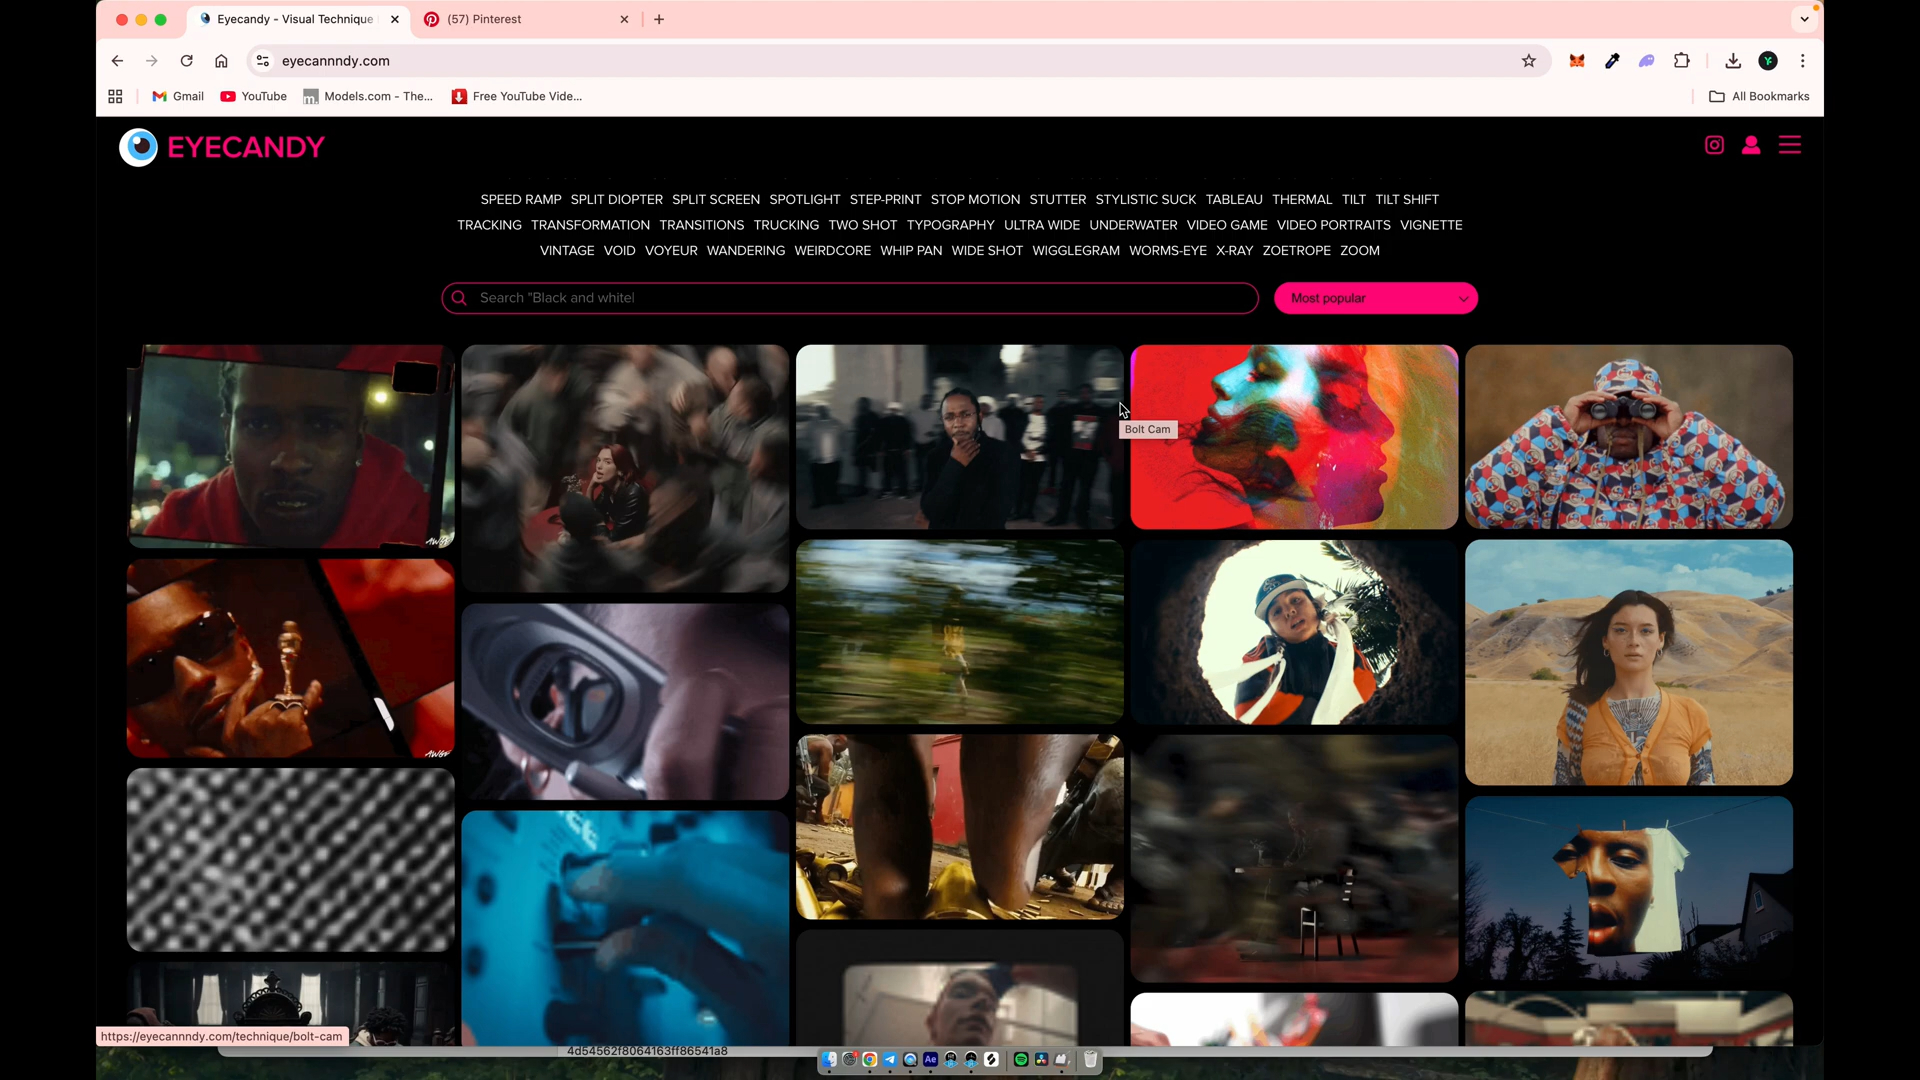 Eyecandy - Visual Technique
(57) Pinterest
eyecannndy.com
Gmail
YouTube
m.
Models.com - The...
Free YouTube Vide...
All Bookmarks
EYECANDY
SPEED RAMP SPLIT DIOPTER SPLIT SCREEN SPOTLIGHT STEP-PRINT STOP MOTION STUTTER STYLISTIC SUCK TABLEAU THERMAL TILT TILT SHIFT
TRACKING TRANSFORMATION TRANSITIONS TRUCKING TWO SHOT TYPOGRAPHY ULTRA WIDE UNDERWATER VIDEO GAME VIDEO PORTRAITS VIGNETTE
VINTAGE VOID VOYEUR WANDERING WEIRDCORE WHIP PAN WIDE SHOT WIGGLEGRAM WORMS-EYE X-RAY ZOETROPE ZOOM
Search "Black and white
Most popular
Bolt Cam
AWGE
AWGE
https://eyecannndy.com/technique/bolt-cam
4d54562f8064163ff86541a8
Ae